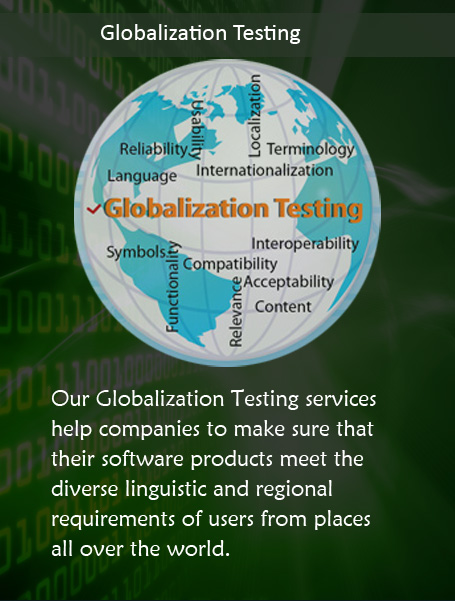 Globalization Testing
Usability
Localization
Reliability
Terminology
Language
Internationalization
Globalization Testing
Symbols
Interoperability
Functionality
Compatibility
Acceptability
Relevance
Content
Our Globalization Testing services
help companies to make sure that
their software products meet the
diverse linguistic and regional
requirements of users from places
all over the world.